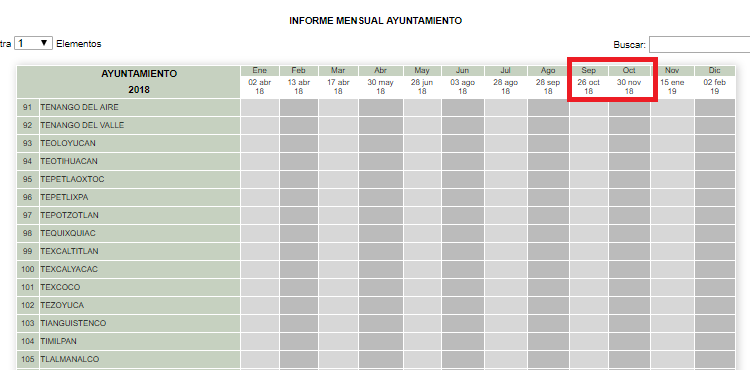 INFORME MENSUAL AYUNTAMIENTO
tra 1 Elementos
Buscar:
AYUNTAMIENTO Ene Feb Mar Abr May Jun Jul Ago Sep Oct Nov Dic
2018 02 abr 18 13 abr 18 17 abr 18 30 may 18 28 jun 18 03 ago 18 28 ago 18 28 sep 18 26 oct 18 30 nov 18 15 ene 19 02 feb 19
91 TENANGO DEL AIRE
92 TENANGO DEL VALLE
93 TEOLOYUCAN
94 TEOTIHUACAN
95 TEPETLAOXTOC
96 TEPETLIXPA
97 TEPOTZOTLAN
98 TEQUIXQUIAC
99 TEXCALTITLAN
100 TEXCALYACAC
101 TEXCOCO
102 TEZOYUCA
103 TIANGUISTENCO
104 TIMILPAN
105 TLALMANALCO